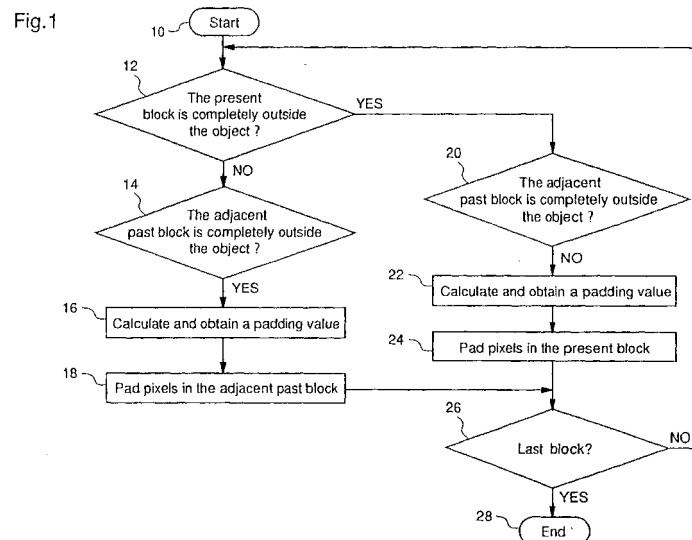 Fig.1
10
Start
12
The present
block is completely outside
the object ?
YES
NO
14
The adjacent
past block is completely outside
the object ?
YES
16
Calculate and obtain a padding value
18
Pad pixels in the adjacent past block
20
The adjacent
past block is completely outside
the object ?
NO
22
Calculate and obtain a padding value
24
Pad pixels in the present block
26
Last block?
NO
YES
28
End